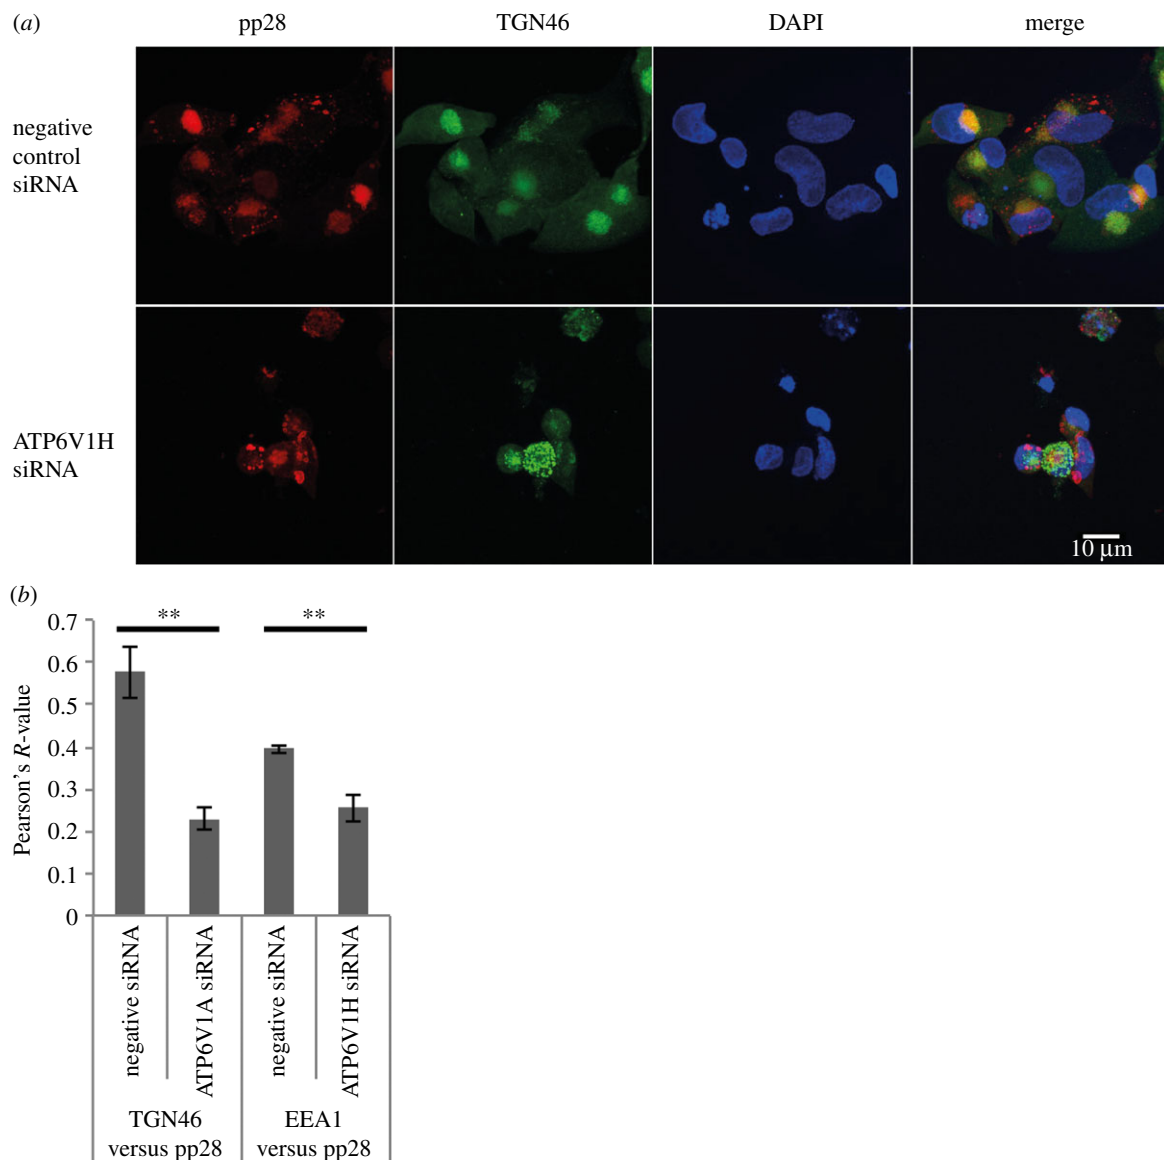 (a)
pp28
TGN46
DAPI
merge
negative
control
siRNA
ATP6V1H
siRNA
10 μm
(b)
Pearson's R-value
0.7
0.6
0.5
0.4
0.3
0.2
0.1
0
**
**
negative siRNA
ATP6V1A siRNA
negative siRNA
ATP6V1H siRNA
TGN46
versus pp28
EEA1
versus pp28